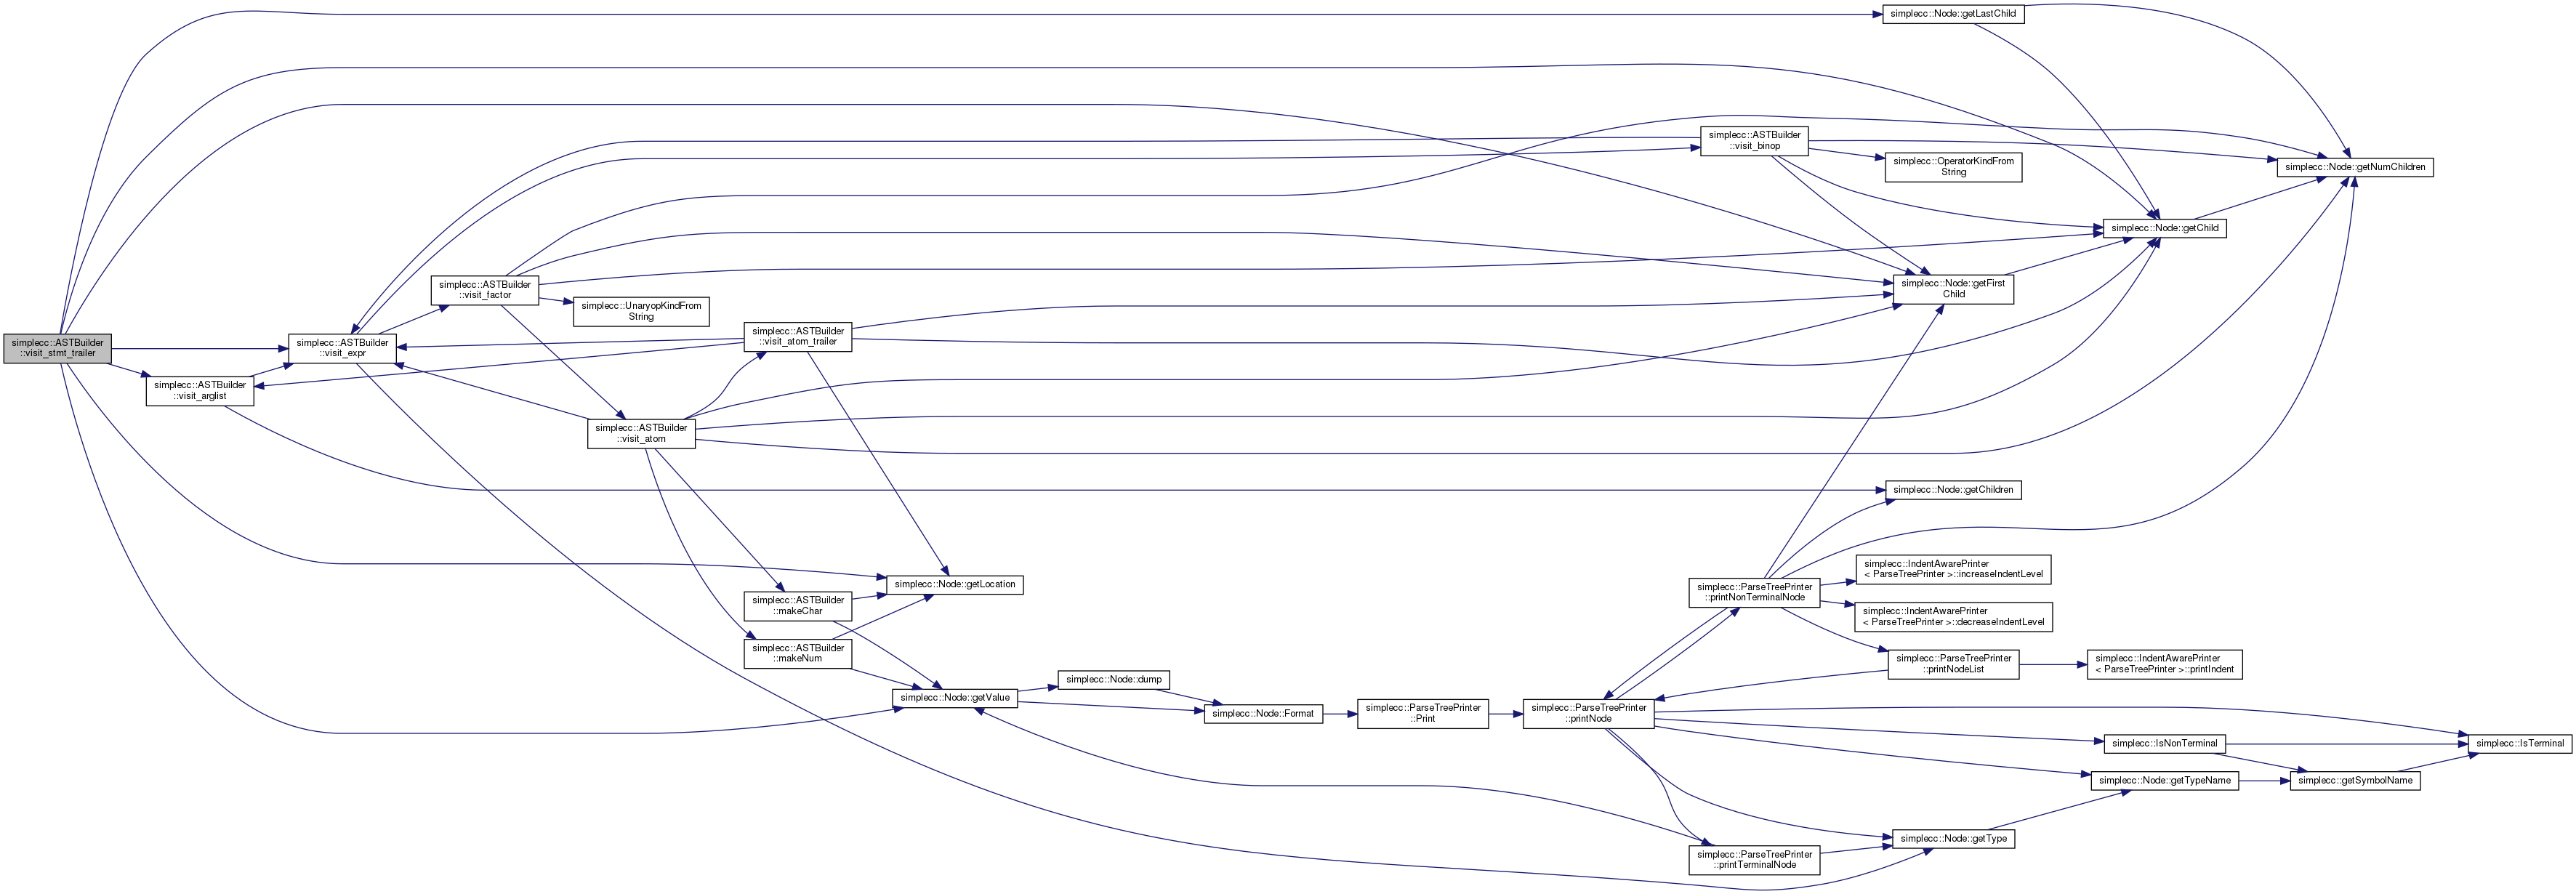 simplecc::ASTBuilder
::visit_stmt_trailer
simplecc::ASTBuilder
::visit_arglist
simplecc::ASTBuilder
::visit_expr
simplecc::ASTBuilder
::visit_factor
simplecc::UnaryopKindFrom
String
simplecc::ASTBuilder
::visit_atom
simplecc::ASTBuilder
::visit_atom_trailer
simplecc::ASTBuilder
::makeChar
simplecc::ASTBuilder
::makeNum
simplecc::Node::getLocation
simplecc::Node::getValue
simplecc::Node::dump
simplecc::Node::Format
simplecc::ParseTreePrinter
::Print
simplecc::ParseTreePrinter
::printNode
simplecc::ASTBuilder
::visit_binop
simplecc::ParseTreePrinter
::printNonTerminalNode
simplecc::ParseTreePrinter
::printTerminalNode
simplecc::Node::getLastChild
simplecc::OperatorKindFrom
String
simplecc::Node::getFirst
Child
simplecc::Node::getChildren
simplecc::IndentAwarePrinter
< ParseTreePrinter >::increaseIndentLevel
simplecc::IndentAwarePrinter
< ParseTreePrinter >::decreaseIndentLevel
simplecc::ParseTreePrinter
::printNodeList
simplecc::Node::getType
simplecc::Node::getChild
simplecc::IndentAwarePrinter
< ParseTreePrinter >::printIndent
simplecc::IsNonTerminal
simplecc::Node::getTypeName
simplecc::Node::getNumChildren
simplecc::getSymbolName
simplecc::IsTerminal